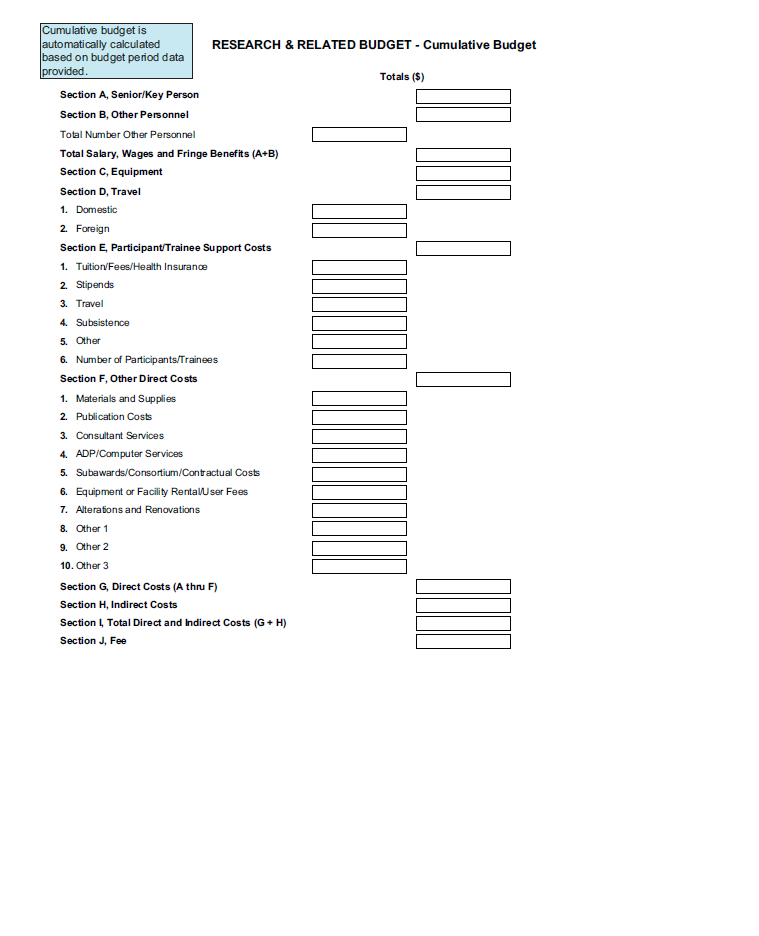 Cumulative budget is
automatically calculated
based on budget period data
provided.
RESEARCH & RELATED BUDGET - Cumulative Budget
Totals ($)
Section A, Senior/Key Person
Section B, Other Personnel
Total Number Other Personnel
Total Salary, Wages and Fringe Benefits (A+B)
Section C, Equipment
Section D, Travel
1. Domestic
2. Foreign
Section E, Participant/Trainee Support Costs
1. Tuition/Fees/Health Insurance
2. Stipends
3. Travel
4. Subsistence
5. Other
6. Number of Participants/Trainees
Section F, Other Direct Costs
1. Materials and Supplies
2. Publication Costs
3. Consultant Services
4. ADP/Computer Services
5. Subawards/Consortium/Contractual Costs
6. Equipment or Facility Rental/User Fees
7. Alterations and Renovations
8. Other 1
9. Other 2
10. Other 3
Section G, Direct Costs (A thru F)
Section H, Indirect Costs
Section I, Total Direct and Indirect Costs (G + H)
Section J, Fee